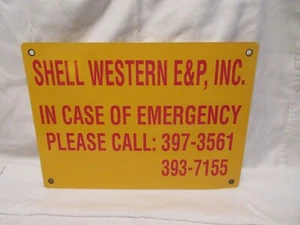 SHELL WESTERN E&P, INC.
IN CASE OF EMERGENCY
PLEASE CALL: 397-3561
393-7155